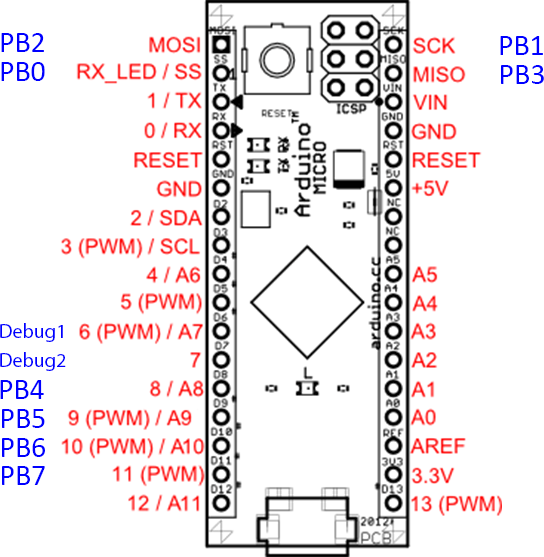 PB2 MOSI MOSI SCK SCK PB1
PB0 RX_LED / SS SS 1 MISO MISO PB3
1 / TX TX ICSP VIN VIN
0 / RX RX RESET GND GND
RESET RST RST RESET
GND GND 5V +5V
TX RX
Arduino™
MICRO
2 / SDA D2 NC
3 (PWM) / SCL D3 NC
4 / A6 D4 A5 A5
5 (PWM) D5 A4 A4
arduino.cc
Debug1 6 (PWM) / A7 D6 A3 A3
Debug2 7 D7 A2 A2
PB4 8 / A8 D8 L A1 A1
PB5 9 (PWM) / A9 D9 A0 A0
PB6 10 (PWM) / A10 D10 REF AREF
PB7 11 (PWM) D11 3V3 3.3V
12 / A11 D12 D13 13 (PWM)
2012
PCB